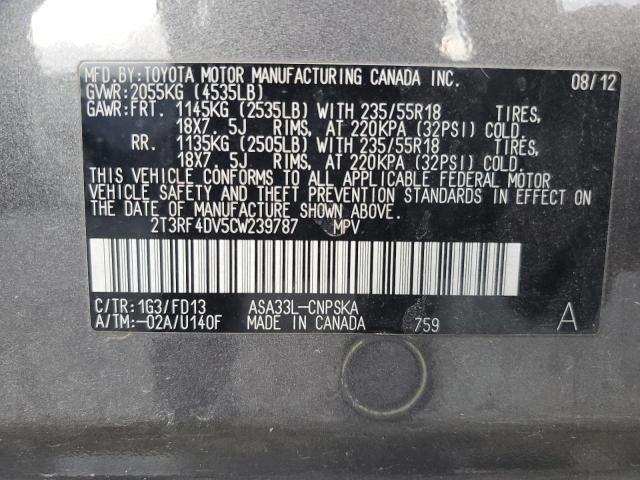 MFD.BY:TOYOTA MOTOR MANUFACTURING CANADA INC. 08/12
GVWR:2055KG (4535LB)
GAWR:FRT. 1145KG (2535LB) WITH 235/55R18 TIRES,
18X7. 5J RIMS, AT 220KPA (32PSI) COLD.
RR. 1135KG (2505LB) WITH 235/55R18 TIRES,
18X7. 5J RIMS, AT 220KPA (32PSI) COLD.
THIS VEHICLE CONFORMS TO ALL APPLICABLE FEDERAL MOTOR
VEHICLE SAFETY AND THEFT PREVENTION STANDARDS IN EFFECT ON
THE DATE OF MANUFACTURE SHOWN ABOVE.
2T3RF4DV5CW239787 MPV
C/TR:1G3/FD13 ASA33L-CNPSKA
A/TM:-02A/U140F MADE IN CANADA 759 A